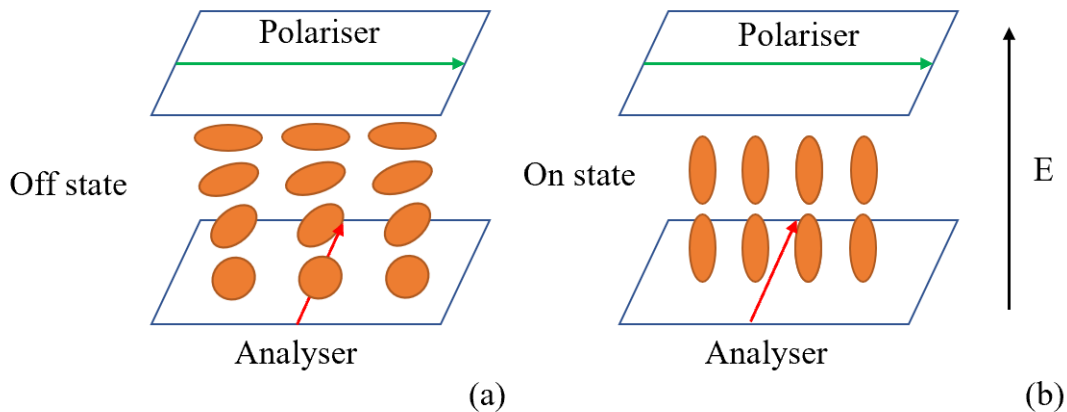 Polariser
Off state
Analyser
(a)
Polariser
On state
E
Analyser
(b)